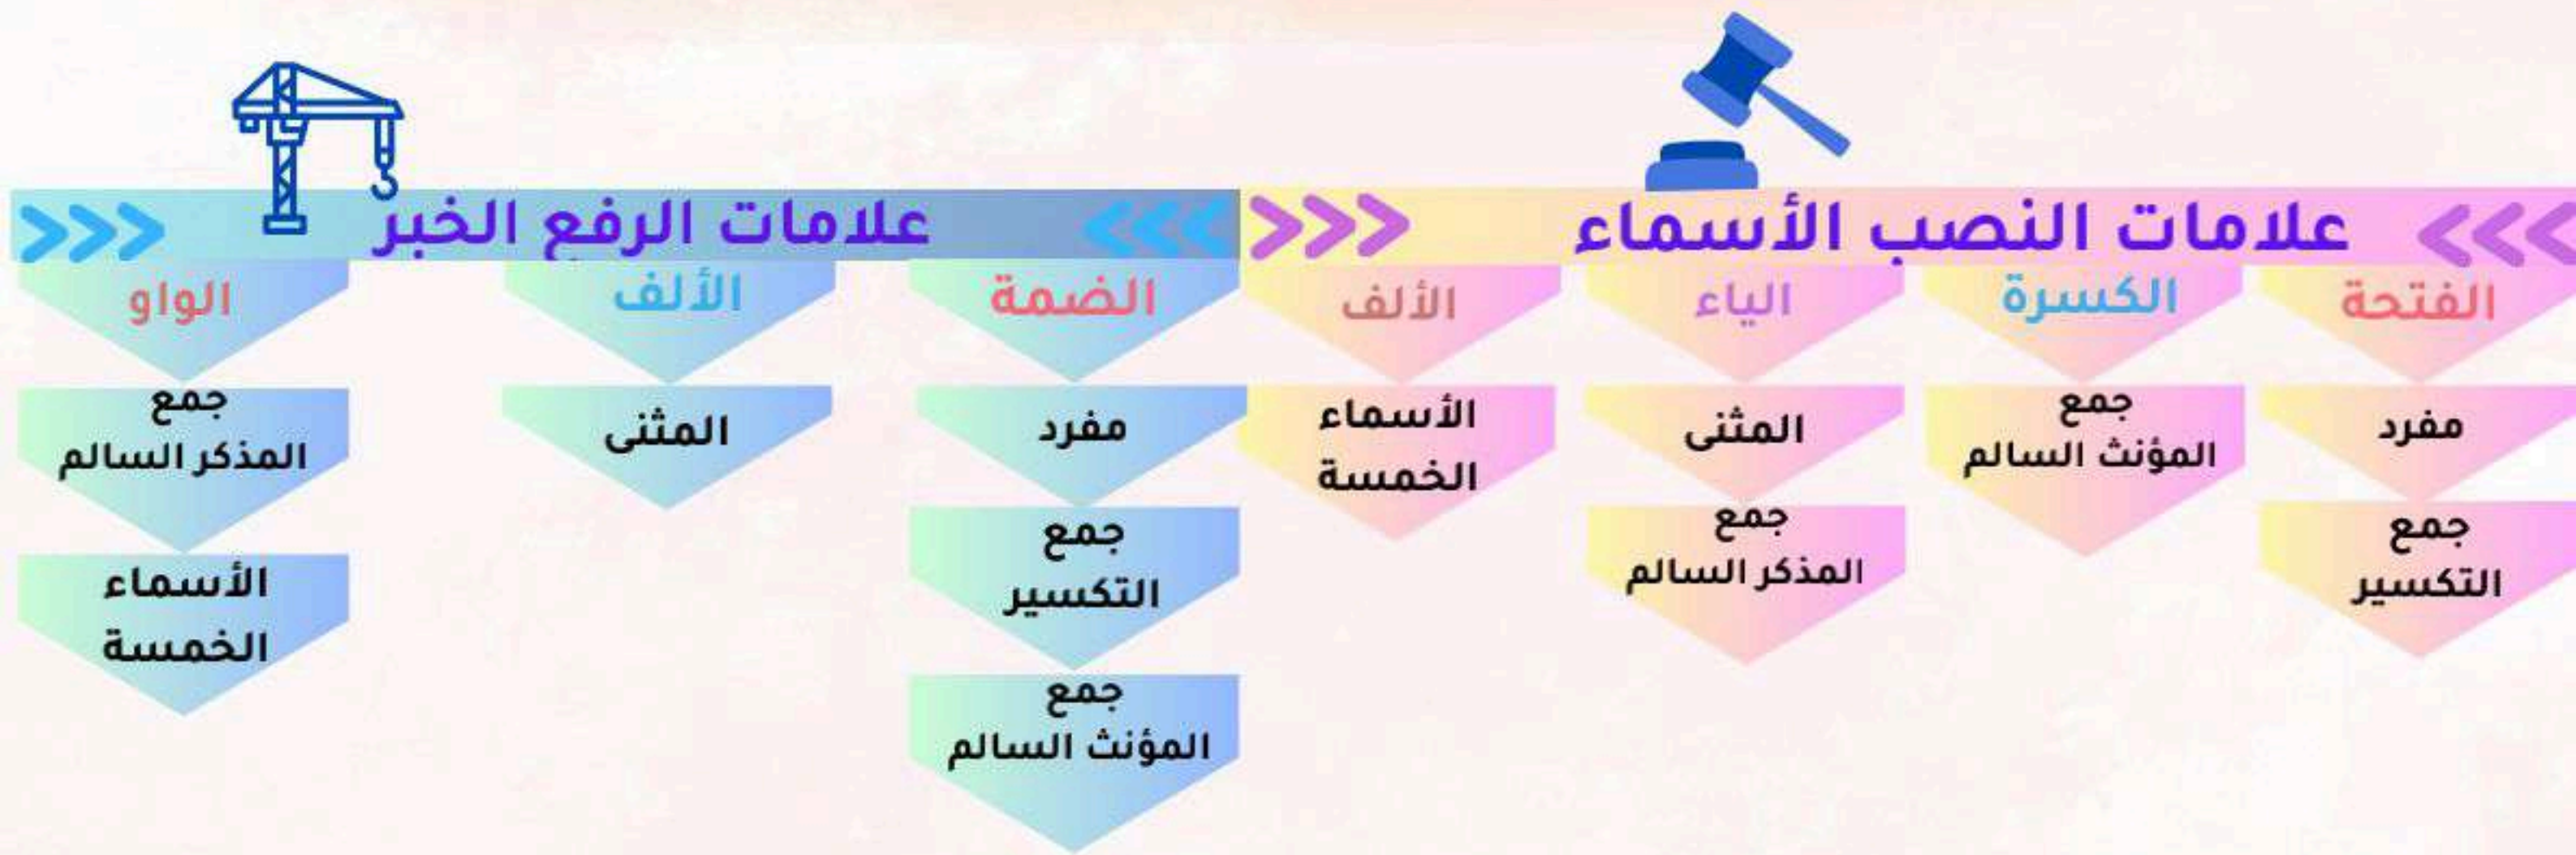 علامات النصب الأسماء
الفتحة
مفرد
جمع
التكسير
الكسرة
جمع
المؤنث السالم
الياء
المثنى
جمع
المذكر السالم
الألف
الأسماء
الخمسة
علامات الرفع الخبر
الضمة
مفرد
جمع
التكسير
جمع
المؤنث السالم
الألف
المثنى
الواو
جمع
المذكر السالم
الأسماء
الخمسة